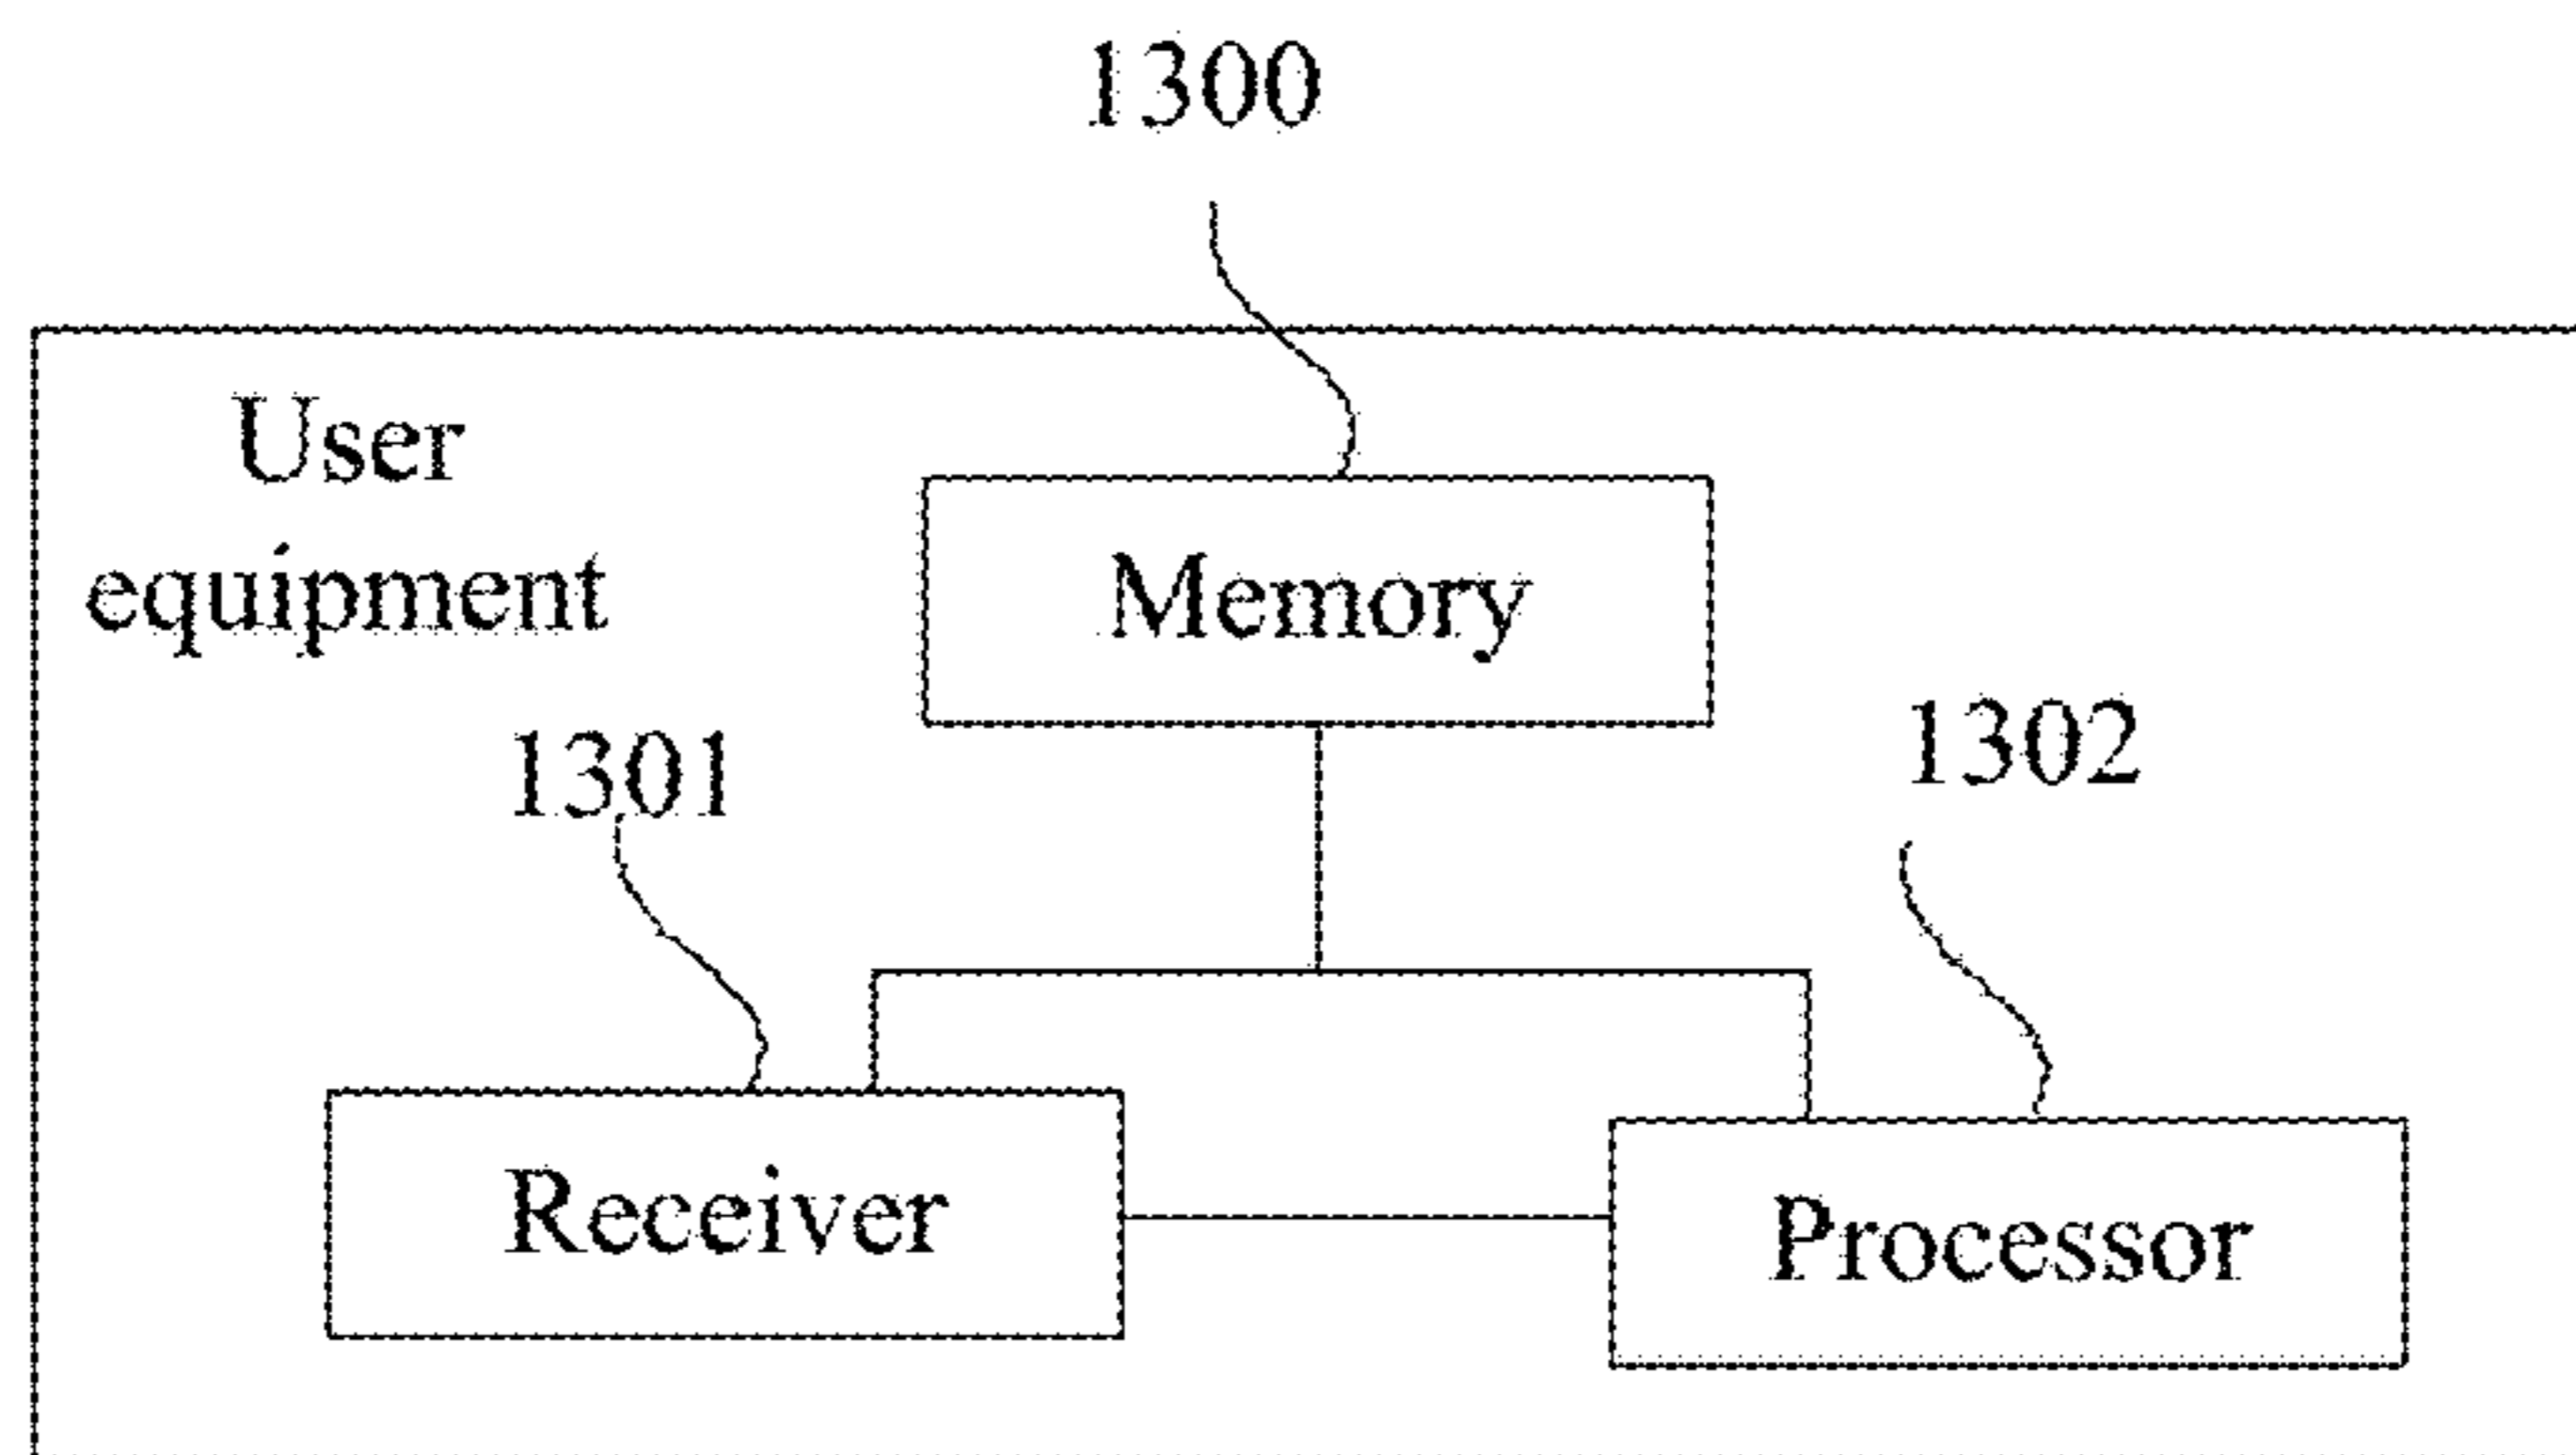 1300
User
equipment
Memory
1301
1302
Receiver
Processor